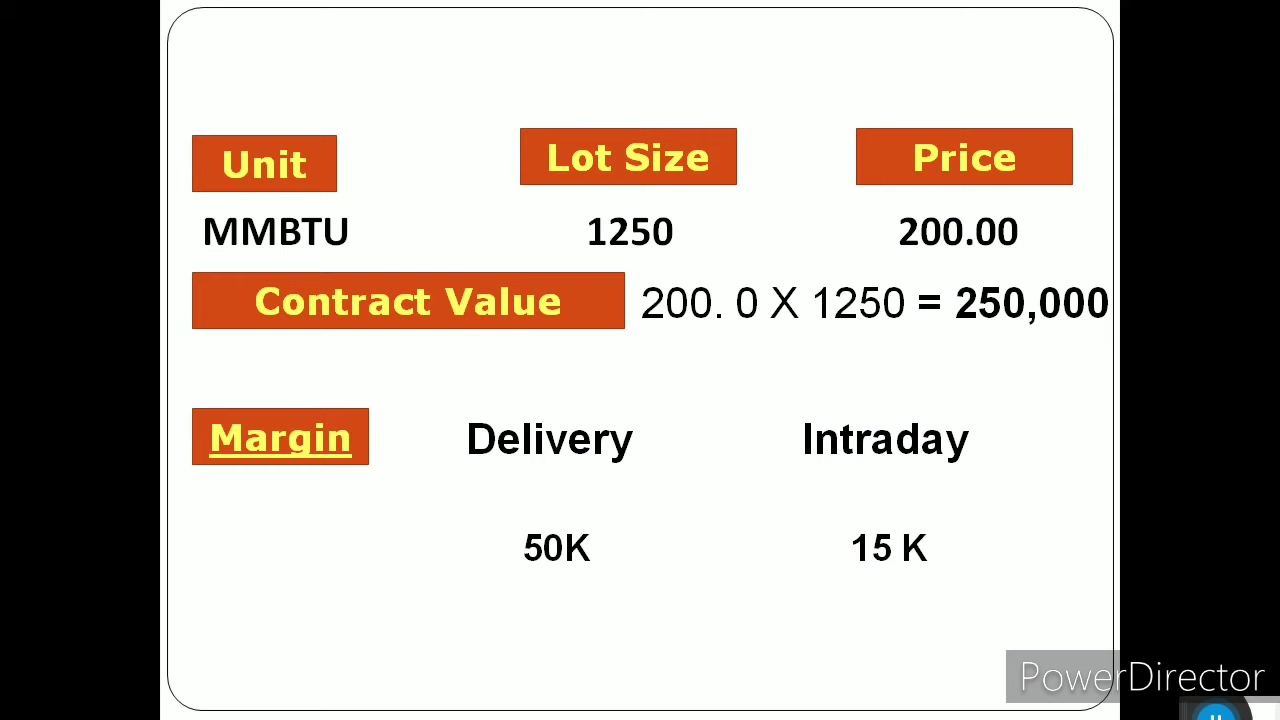 Unit Lot Size Price
MMBTU 1250 200.00
Contract Value 200. 0 X 1250 = 250,000
Margin Delivery Intraday
50K 15 K
PowerDirector